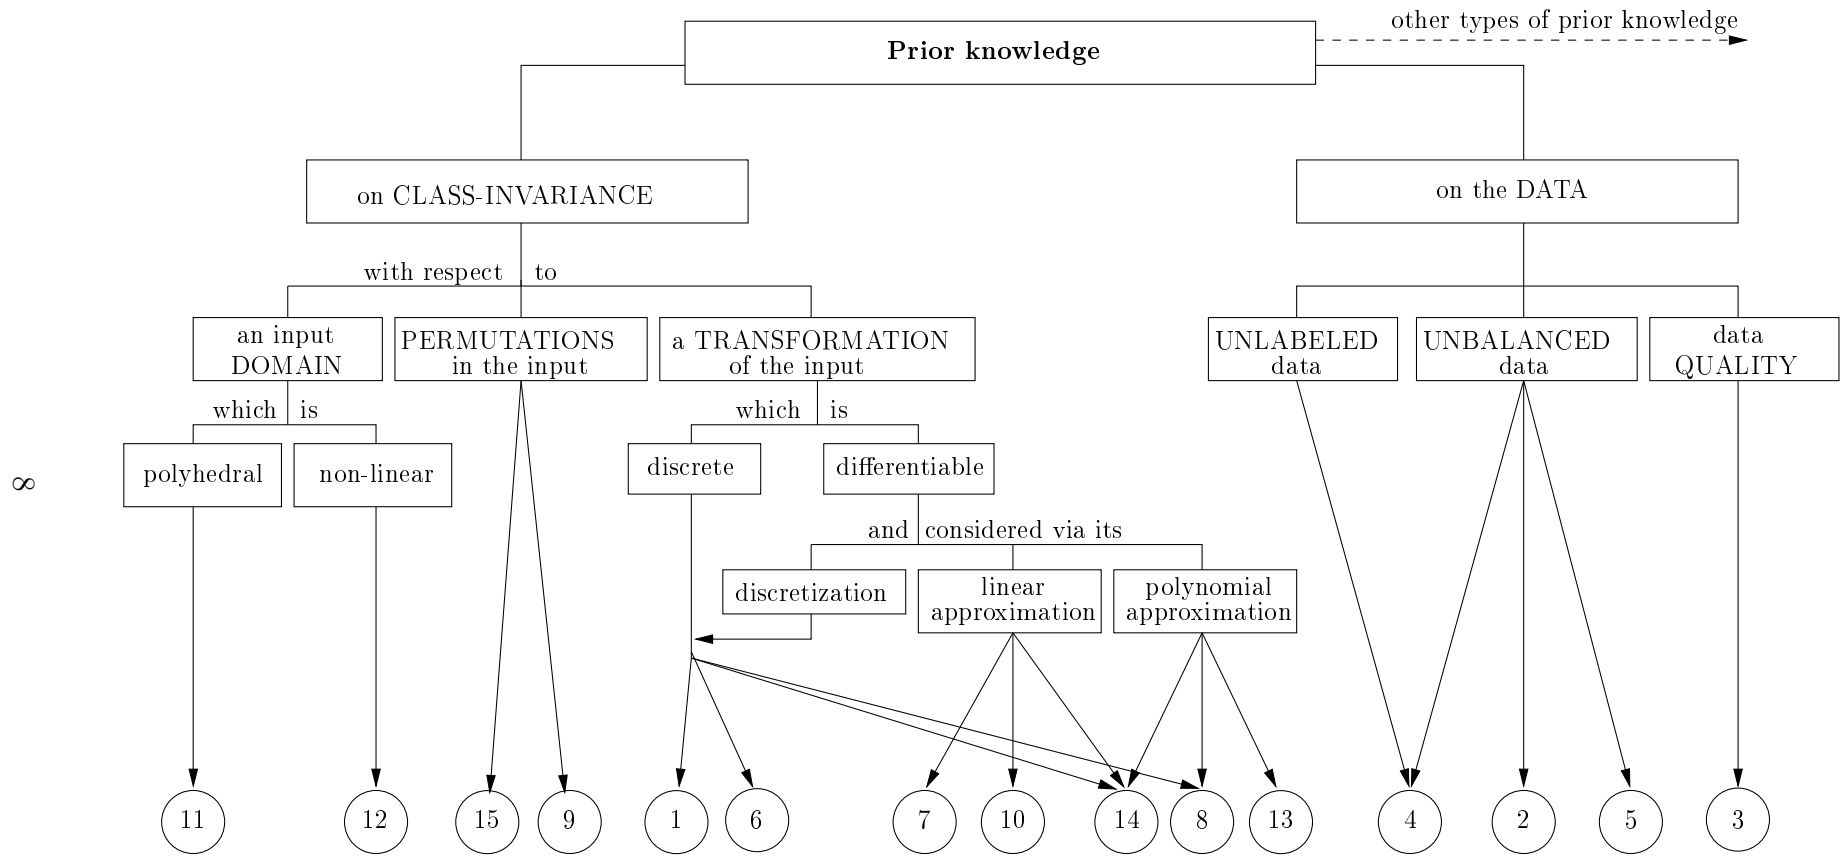 other types of prior knowledge
Prior knowledge
on CLASS-INVARIANCE
on the DATA
with respect to
an input
DOMAIN
PERMUTATIONS
in the input
a TRANSFORMATION
of the input
UNLABELED
data
UNBALANCED
data
data
QUALITY
which is
which is
polyhedral
non-linear
discrete
differentiable
∞
and considered via its
discretization
linear
approximation
polynomial
approximation
11
12
15
9
1
6
7
10
14
8
13
4
2
5
3